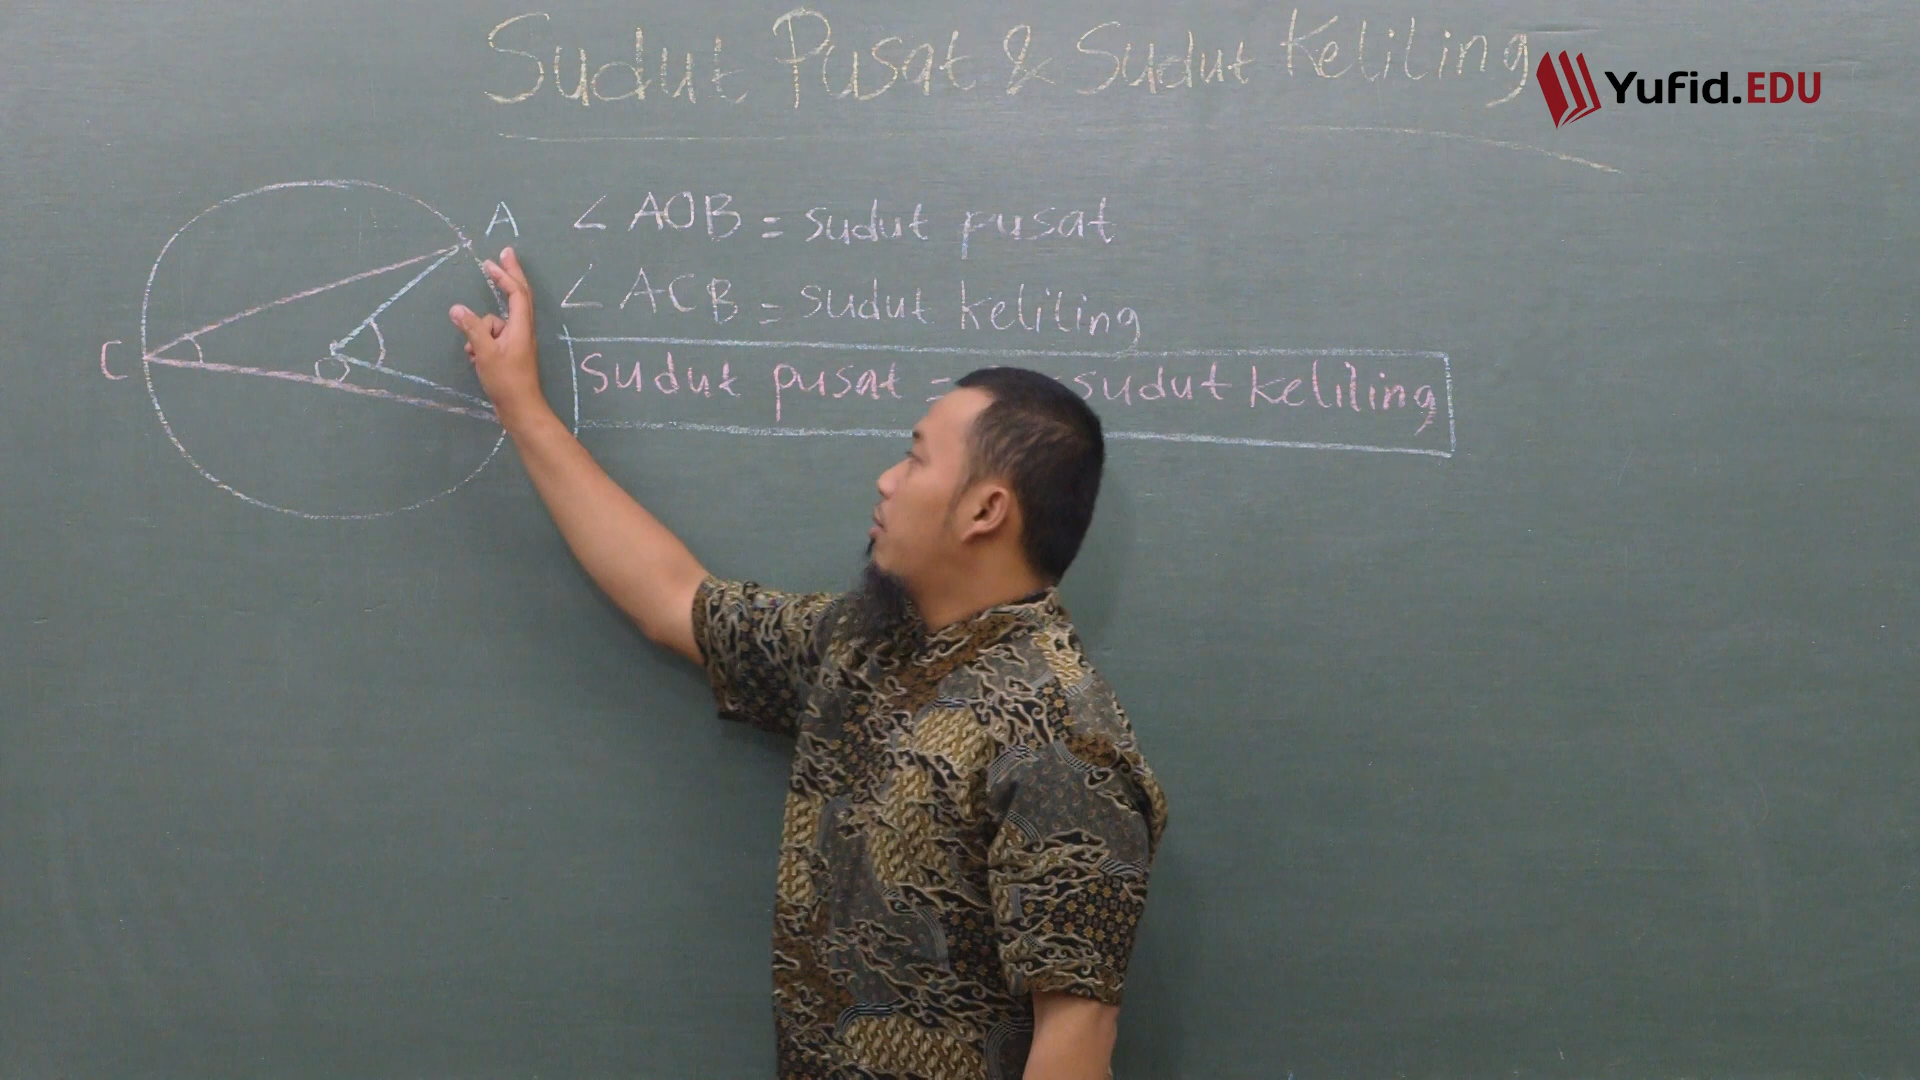 Sudut Pusat & Sudut Keliling
Yufid.EDU
A
∠ AOB = sudut pusat
∠ ACB = sudut keliling
C
O
sudut pusat = sudut keliling